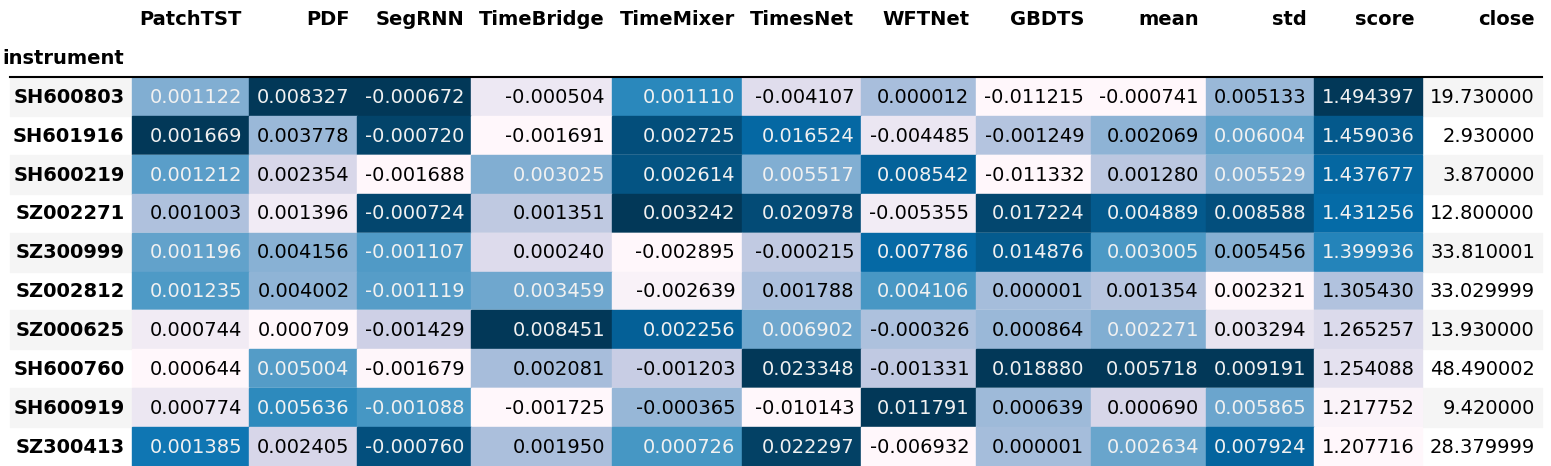 PatchTST PDF SegRNN TimeBridge TimeMixer TimesNet WFTNet GBDTS mean std score close
instrument
SH600803 0.001122 0.008327 -0.000672 -0.000504 0.001110 -0.004107 0.000012 -0.011215 -0.000741 0.005133 1.494397 19.730000
SH601916 0.001669 0.003778 -0.000720 -0.001691 0.002725 0.016524 -0.004485 -0.001249 0.002069 0.006004 1.459036 2.930000
SH600219 0.001212 0.002354 -0.001688 0.003025 0.002614 0.005517 0.008542 -0.011332 0.001280 0.005529 1.437677 3.870000
SZ002271 0.001003 0.001396 -0.000724 0.001351 0.003242 0.020978 -0.005355 0.017224 0.004889 0.008588 1.431256 12.800000
SZ300999 0.001196 0.004156 -0.001107 0.000240 -0.002895 -0.000215 0.007786 0.014876 0.003005 0.005456 1.399936 33.810001
SZ002812 0.001235 0.004002 -0.001119 0.003459 -0.002639 0.001788 0.004106 0.000001 0.001354 0.002321 1.305430 33.029999
SZ000625 0.000744 0.000709 -0.001429 0.008451 0.002256 0.006902 -0.000326 0.000864 0.002271 0.003294 1.265257 13.930000
SH600760 0.000644 0.005004 -0.001679 0.002081 -0.001203 0.023348 -0.001331 0.018880 0.005718 0.009191 1.254088 48.490002
SH600919 0.000774 0.005636 -0.001088 -0.001725 -0.000365 -0.010143 0.011791 0.000639 0.000690 0.005865 1.217752 9.420000
SZ300413 0.001385 0.002405 -0.000760 0.001950 0.000726 0.022297 -0.006932 0.000001 0.002634 0.007924 1.207716 28.379999